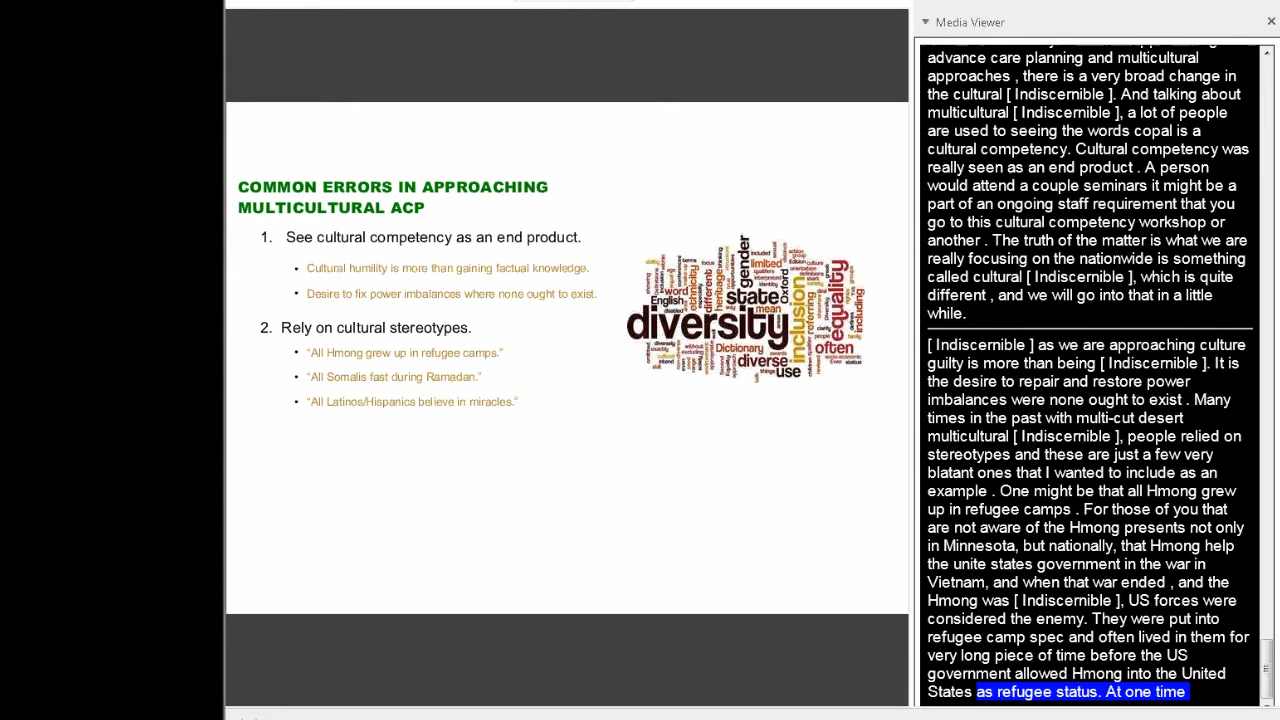 Media Viewer
COMMON ERRORS IN APPROACHING
MULTICULTURAL ACP
1. See cultural competency as an end product.
• Cultural humility is more than gaining factual knowledge.
• Desire to fix power imbalances where none ought to exist.
2. Rely on cultural stereotypes.
• “All Hmong grew up in refugee camps.”
• “All Somalis fast during Ramadan.”
• “All Latinos/Hispanics believe in miracles.”
diversity
inclusion
equality
gender
state
Oxford
Dictionary
diverse
often
use
English
word
limited
different
heritage
ethnicity
referring
including
mean
advance care planning and multicultural
approaches , there is a very broad change in
the cultural [ Indiscernible ]. And talking about
multicultural [ Indiscernible ], a lot of people
are used to seeing the words copal is a
cultural competency. Cultural competency was
really seen as an end product . A person
would attend a couple seminars it might be a
part of an ongoing staff requirement that you
go to this cultural competency workshop or
another . The truth of the matter is what we are
really focusing on the nationwide is something
called cultural [ Indiscernible ], which is quite
different , and we will go into that in a little
while.
[ Indiscernible ] as we are approaching culture
guilty is more than being [ Indiscernible ]. It is
the desire to repair and restore power
imbalances were none ought to exist . Many
times in the past with multi-cut desert
multicultural [ Indiscernible ], people relied on
stereotypes and these are just a few very
blatant ones that I wanted to include as an
example . One might be that all Hmong grew
up in refugee camps . For those of you that
are not aware of the Hmong presents not only
in Minnesota, but nationally, that Hmong help
the unite states government in the war in
Vietnam, and when that war ended , and the
Hmong was [ Indiscernible ], US forces were
considered the enemy. They were put into
refugee camp spec and often lived in them for
very long piece of time before the US
government allowed Hmong into the United
States as refugee status. At one time